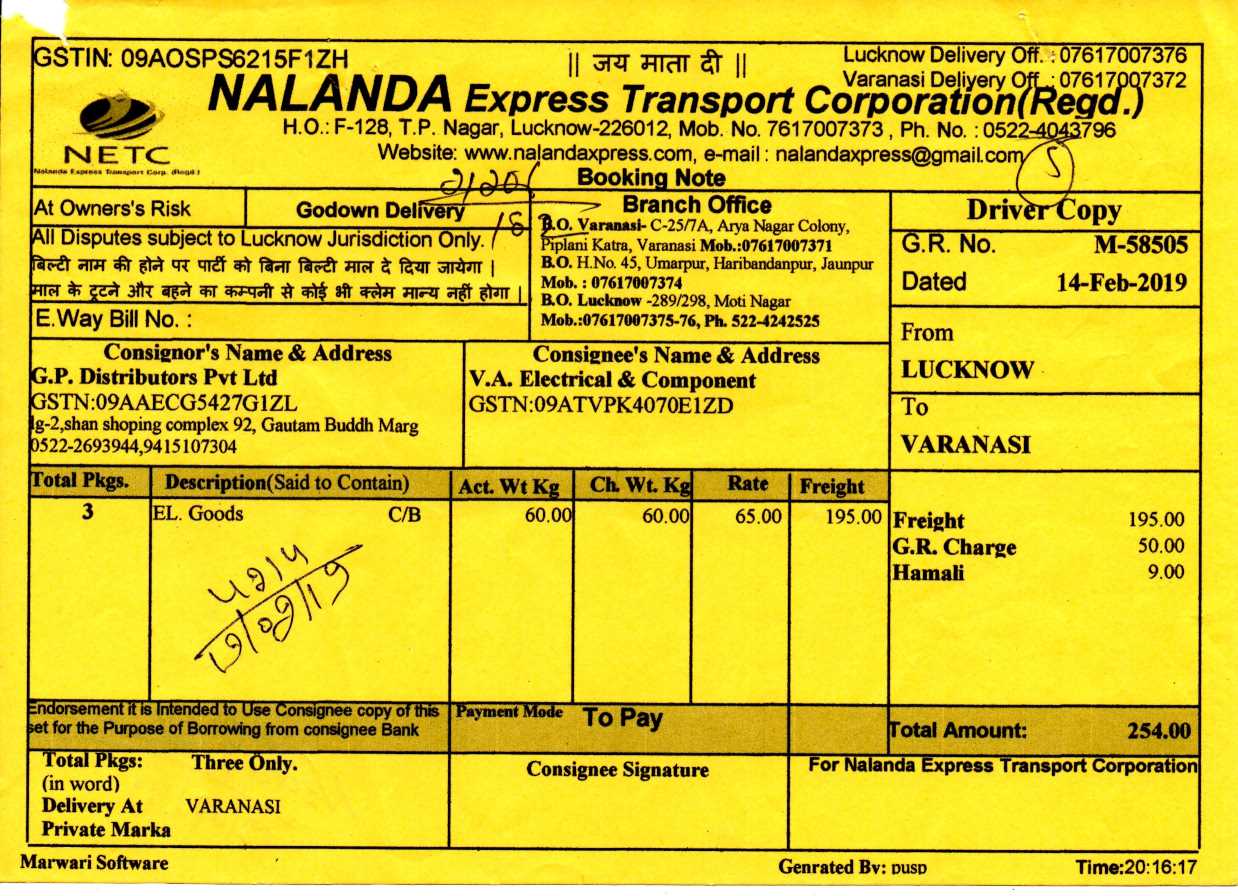 GSTIN: 09AOSPS6215F1ZH
|| जय माता दी ||
Lucknow Delivery Off. : 07617007376
Varanasi Deliyery Off. : 07617007372
NALANDA Express Transport Corporation(Regd.)
H.O.: F-128, T.P. Nagar, Lucknow-226012, Mob. No. 7617007373 , Ph. No. : 0522-4043796
Website: www.nalandaxpress.com, e-mail : nalandaxpress@gmail.com
NETC
Nalanda Express Transport Corp. (Regd.)
Booking Note
5
At Owners's Risk
Godown Delivery
Branch Office
Driver Copy
All Disputes subject to Lucknow Jurisdiction Only.
बिल्टी नाम की होने पर पार्टी को बिना बिल्टी माल दे दिया जायेगा |
माल के टूटने और बहने का कम्पनी से कोई भी क्लेम मान्य नहीं होगा |
E.Way Bill No. :
B.O. Varanasi- C-25/7A, Arya Nagar Colony,
Piplani Katra, Varanasi Mob.:07617007371
B.O. H.No. 45, Umarpur, Haribandanpur, Jaunpur
Mob. : 07617007374
B.O. Lucknow -289/298, Moti Nagar
Mob.:07617007375-76, Ph. 522-4242525
G.R. No. M-58505
Dated 14-Feb-2019
From
LUCKNOW
To
VARANASI
Consignor's Name & Address
G.P. Distributors Pvt Ltd
GSTN:09AAECG5427G1ZL
lg-2,shan shoping complex 92, Gautam Buddh Marg
0522-2693944,9415107304
Consignee's Name & Address
V.A. Electrical & Component
GSTN:09ATVPK4070E1ZD
Total Pkgs. Description(Said to Contain) Act. Wt Kg Ch. Wt. Kg Rate Freight
3 EL. Goods C/B 60.00 60.00 65.00 195.00
Freight 195.00
G.R. Charge 50.00
Hamali 9.00
Endorsement it is Intended to Use Consignee copy of this
set for the Purpose of Borrowing from consignee Bank
Payment Mode To Pay
Total Amount: 254.00
Total Pkgs: Three Only.
(in word)
Delivery At VARANASI
Private Marka
Consignee Signature
For Nalanda Express Transport Corporation
Marwari Software
Genrated By: pusp
Time:20:16:17